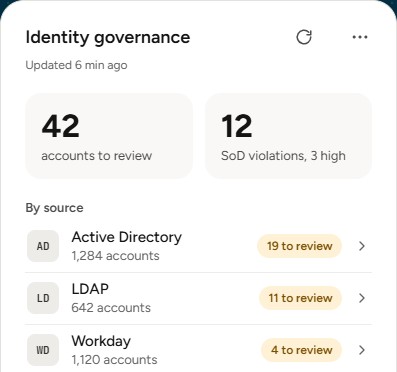 Identity governance
Updated 6 min ago
42
accounts to review
12
SoD violations, 3 high
By source
AD
Active Directory
1,284 accounts
19 to review
LD
LDAP
642 accounts
11 to review
WD
Workday
1,120 accounts
4 to review